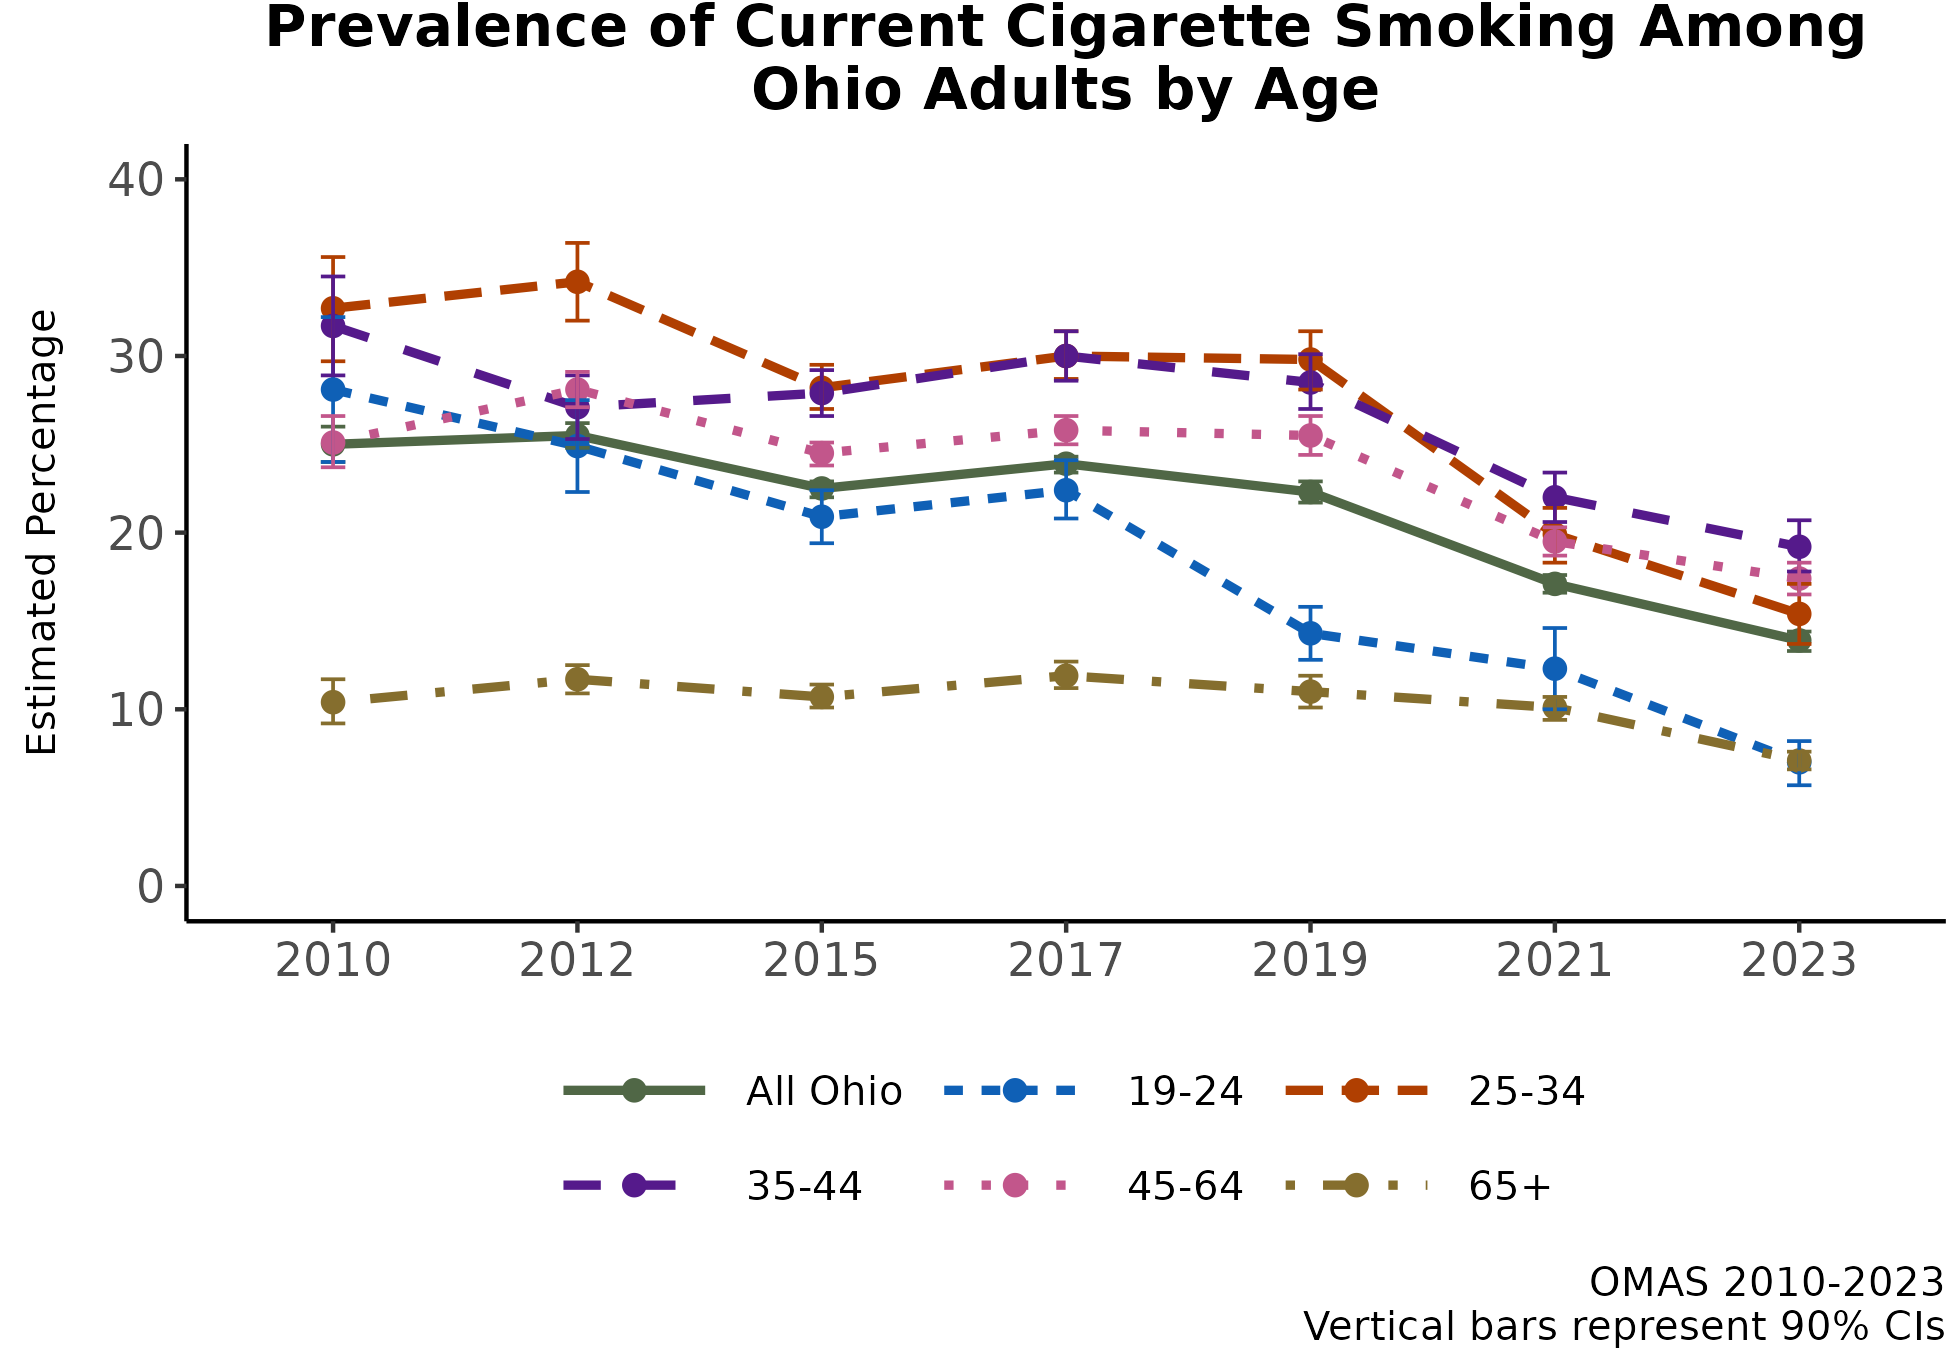 Prevalence of Current Cigarette Smoking Among
Ohio Adults by Age
Estimated Percentage
40
30
20
10
0
2010 2012 2015 2017 2019 2021 2023
All Ohio 19-24 25-34
35-44 45-64 65+
OMAS 2010-2023
Vertical bars represent 90% CIs